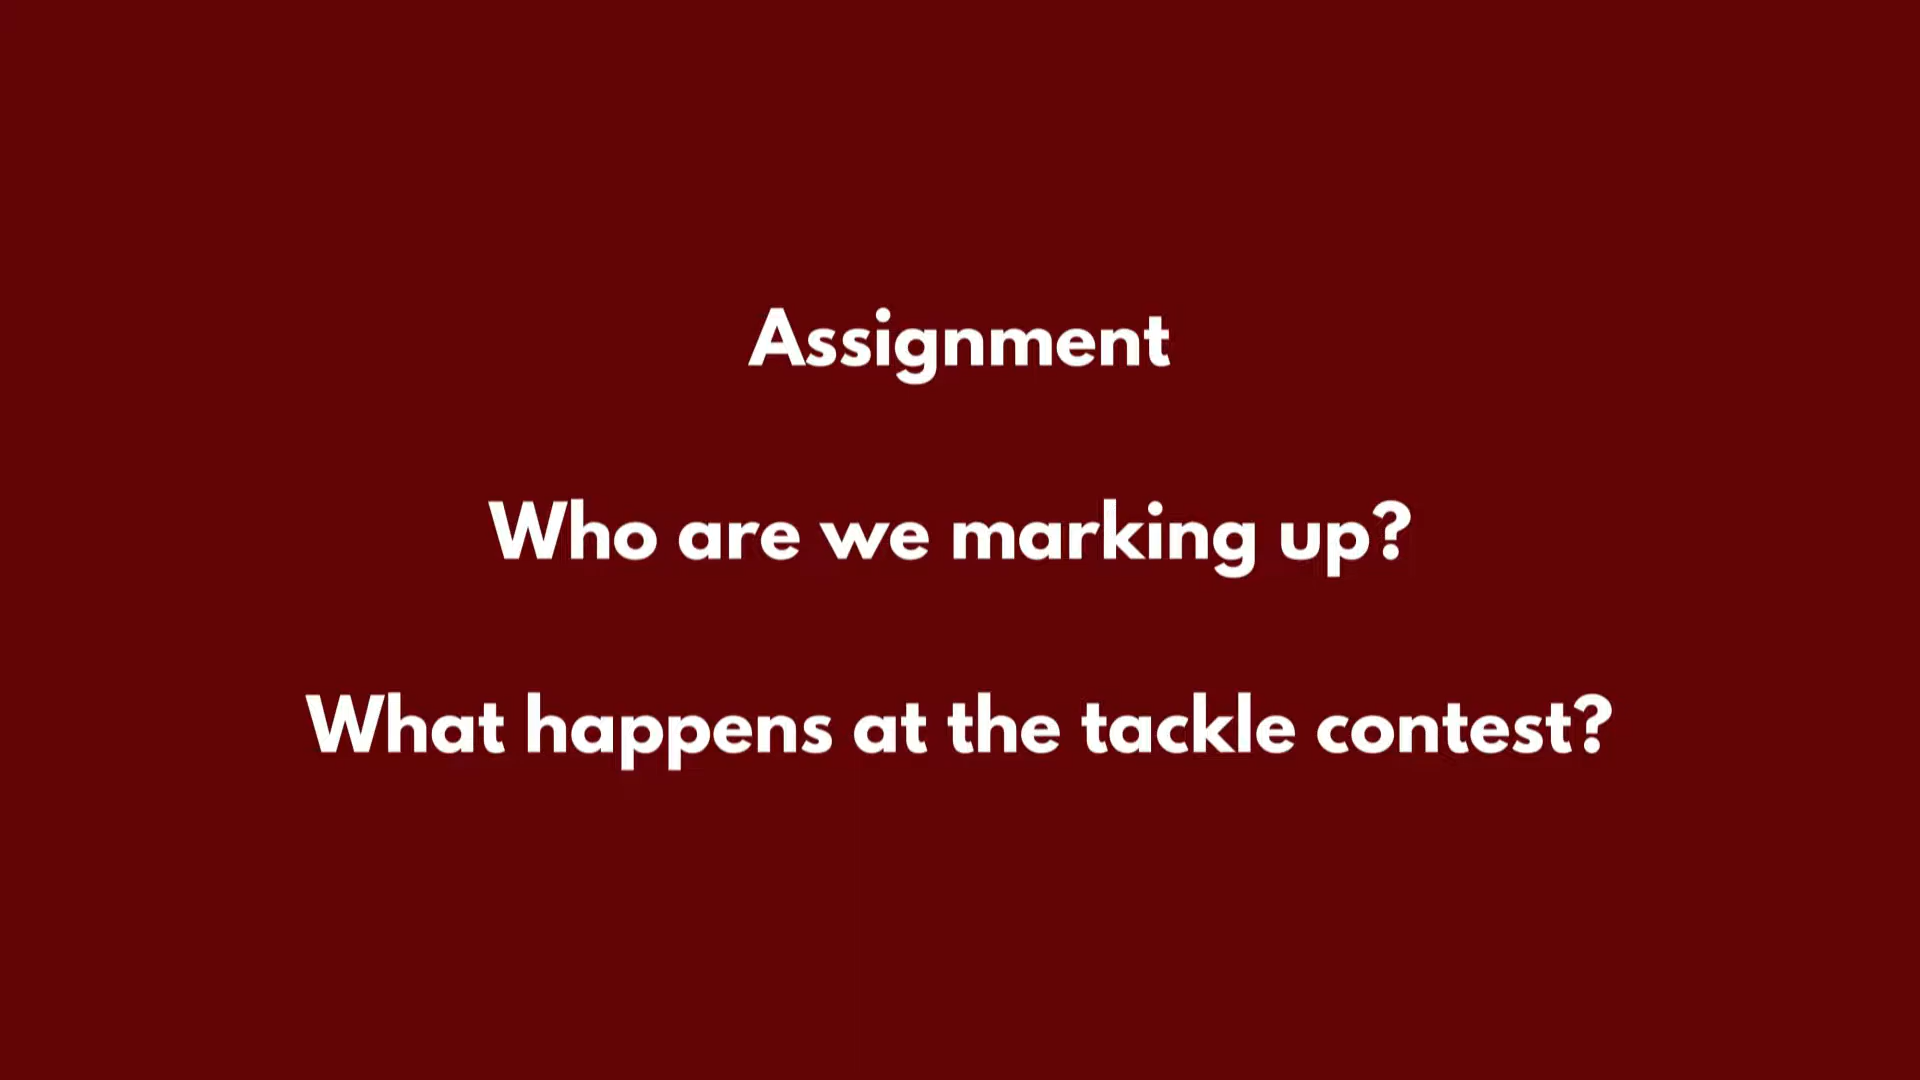 Assignment
Who are we marking up?
What happens at the tackle contest?